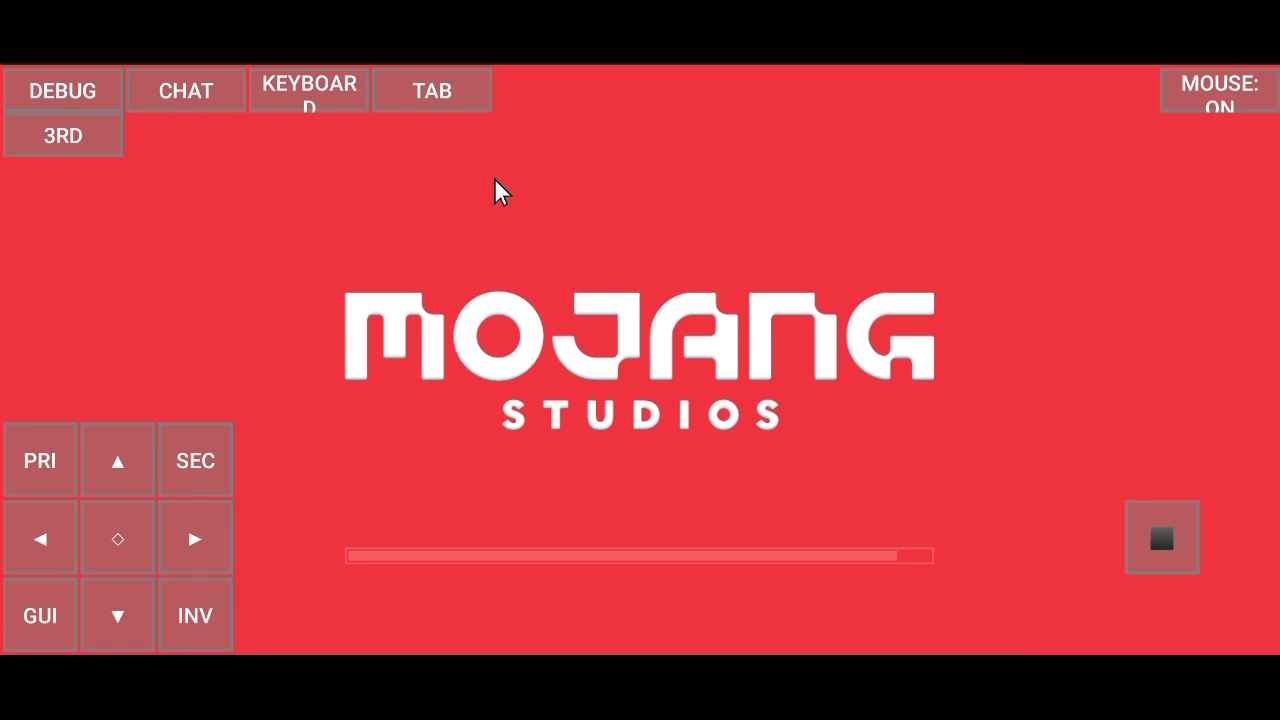 DEBUG
CHAT
KEYBOAR
D
TAB
MOUSE:
ON
3RD
MOJANG
STUDIOS
PRI
▲
SEC
◀
◇
▶
GUI
▼
INV